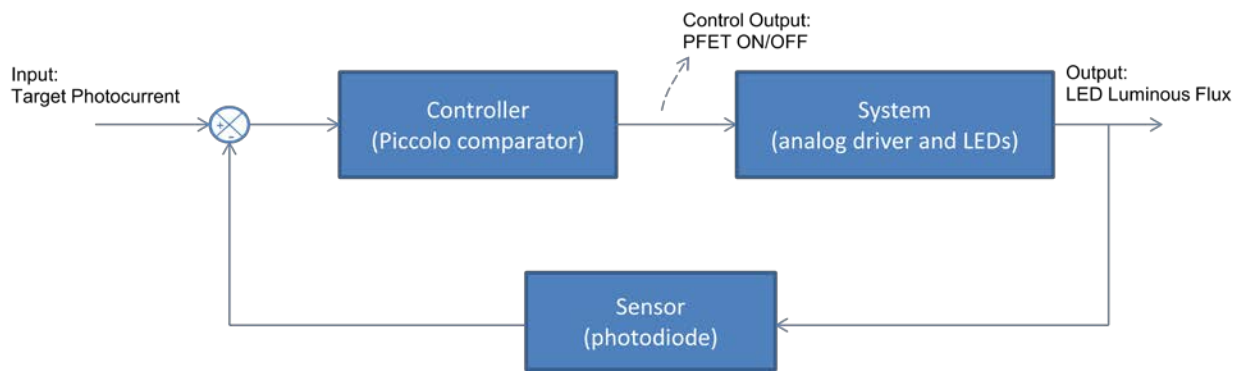 Control Output:
PFET ON/OFF
Input:
Target Photocurrent
Output:
LED Luminous Flux
+
-
Controller
(Piccolo comparator)
System
(analog driver and LEDs)
Sensor
(photodiode)